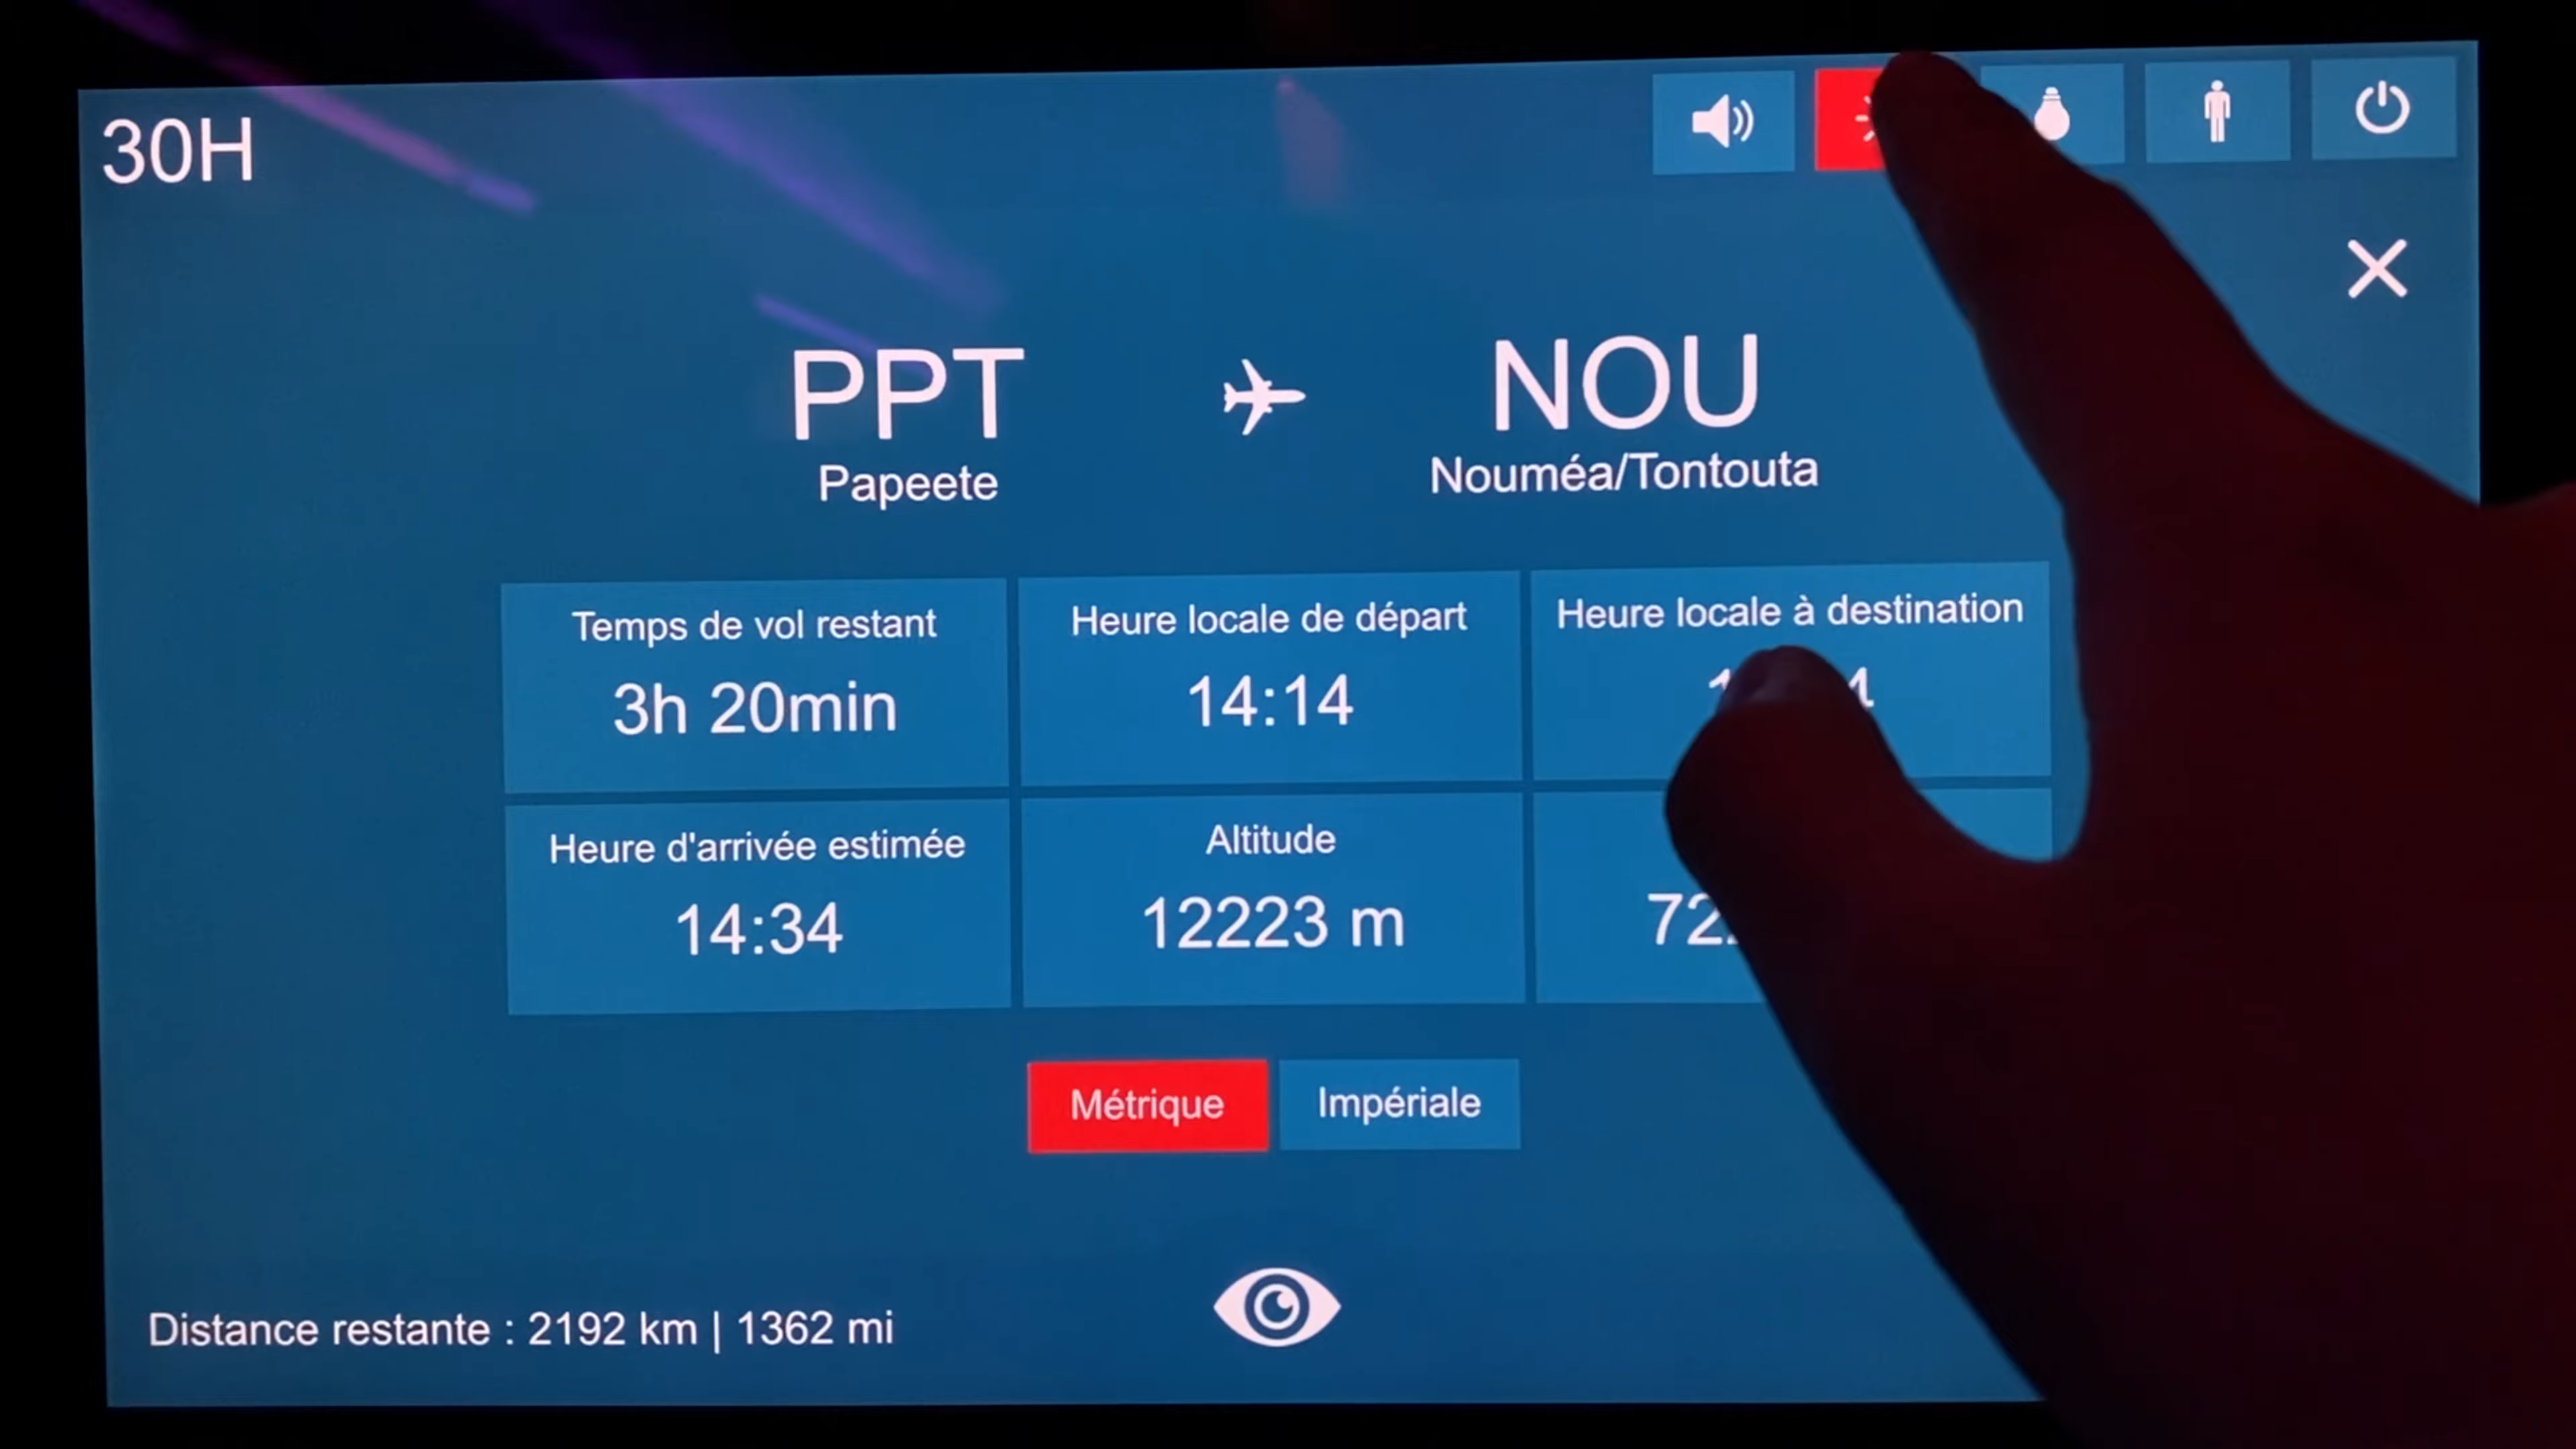 30H
PPT
NOU
Papeete
Nouméa/Tontouta
Temps de vol restant
3h 20min
Heure locale de départ
14:14
Heure locale à destination
Heure d'arrivée estimée
14:34
Altitude
12223 m
Métrique
Impériale
Distance restante : 2192 km | 1362 mi